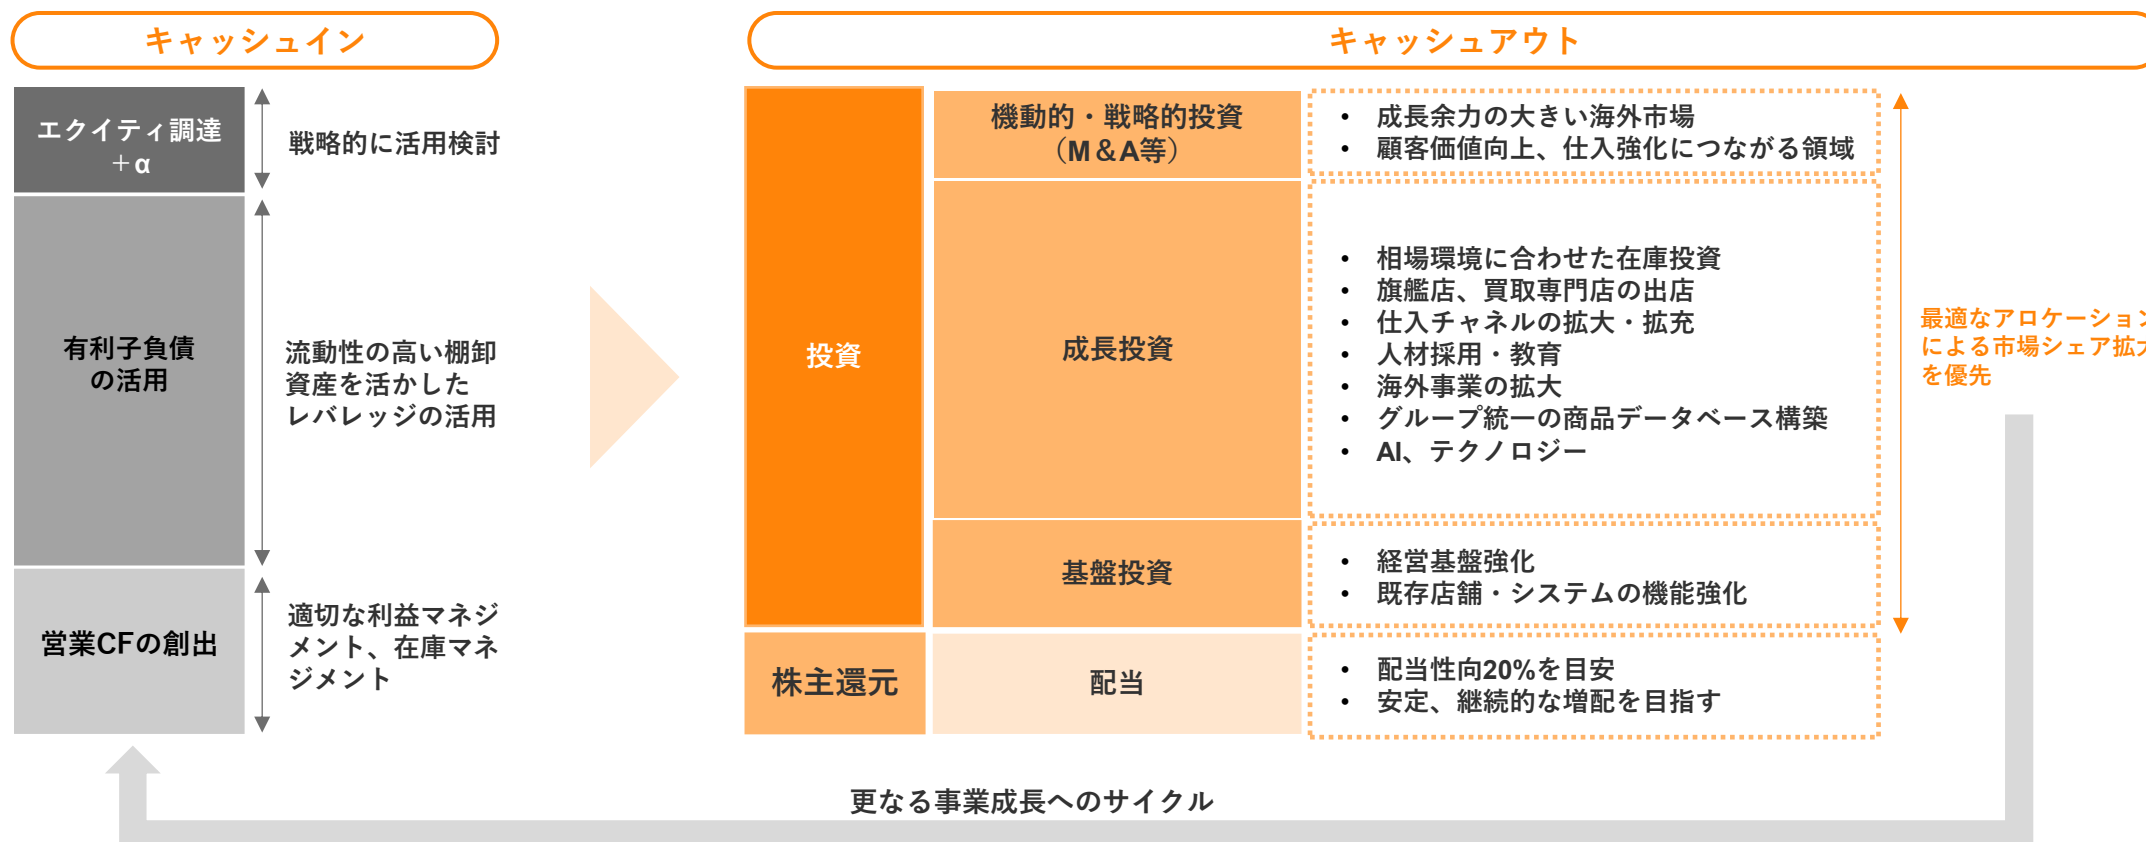 キャッシュイン
エクイティ調達
＋α
戦略的に活用検討
有利子負債
の活用
流動性の高い棚卸
資産を活かした
レバレッジの活用
営業CFの創出
適切な利益マネジ
メント、在庫マネ
ジメント
キャッシュアウト
投資
機動的・戦略的投資
（M＆A等）
• 成長余力の大きい海外市場
• 顧客価値向上、仕入強化につながる領域
成長投資
• 相場環境に合わせた在庫投資
• 旗艦店、買取専門店の出店
• 仕入チャネルの拡大・拡充
• 人材採用・教育
• 海外事業の拡大
• グループ統一の商品データベース構築
• AI、テクノロジー
基盤投資
• 経営基盤強化
• 既存店舗・システムの機能強化
株主還元
配当
• 配当性向20%を目安
• 安定、継続的な増配を目指す
最適なアロケーション
による市場シェア拡大
を優先
更なる事業成長へのサイクル